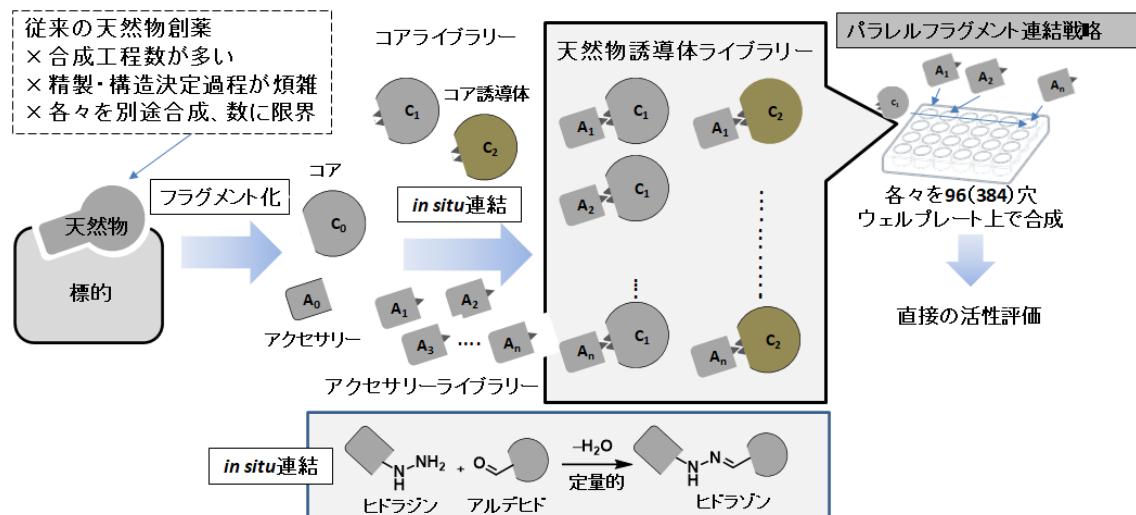 従来の天然物創薬
×合成工程数が多い
×精製・構造決定過程が煩雑
×各々を別途合成、数に限界
天然物
標的
フラグメント化
コア
C0
A0
アクセサリー
コアライブラリー
C1
コア誘導体
C2
in situ連結
A1
A2
A3
····
An
アクセサリーライブラリー
天然物誘導体ライブラリー
A1
C1
A1
C2
A2
C1
An
C1
An
C2
パラレルフラグメント連結戦略
A1
A2
An
C1
各々を96(384)穴
ウェルプレート上で合成
直接の活性評価
in situ連結
N
H
NH2
+
O
–H2O
定量的
N
H
N
ヒドラジン
アルデヒド
ヒドラゾン